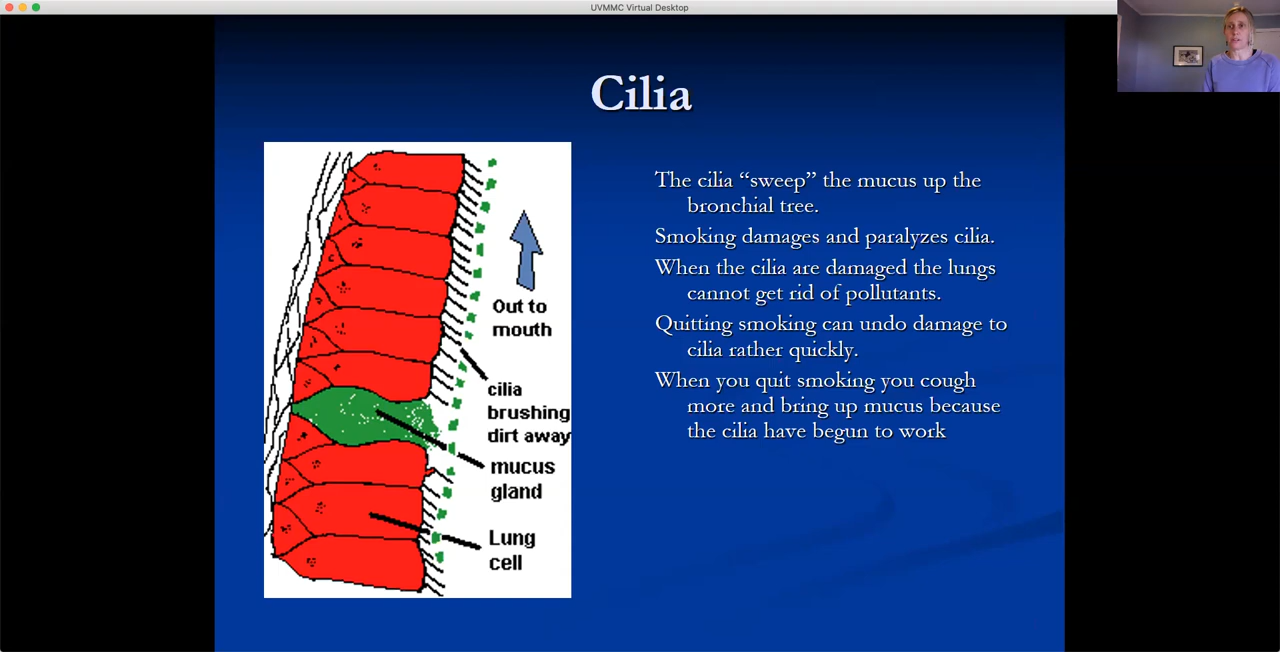 UVMMC Virtual Desktop
Cilia
Out to
mouth
cilia
brushing
dirt away
mucus
gland
Lung
cell
The cilia “sweep” the mucus up the
bronchial tree.
Smoking damages and paralyzes cilia.
When the cilia are damaged the lungs
cannot get rid of pollutants.
Quitting smoking can undo damage to
cilia rather quickly.
When you quit smoking you cough
more and bring up mucus because
the cilia have begun to work